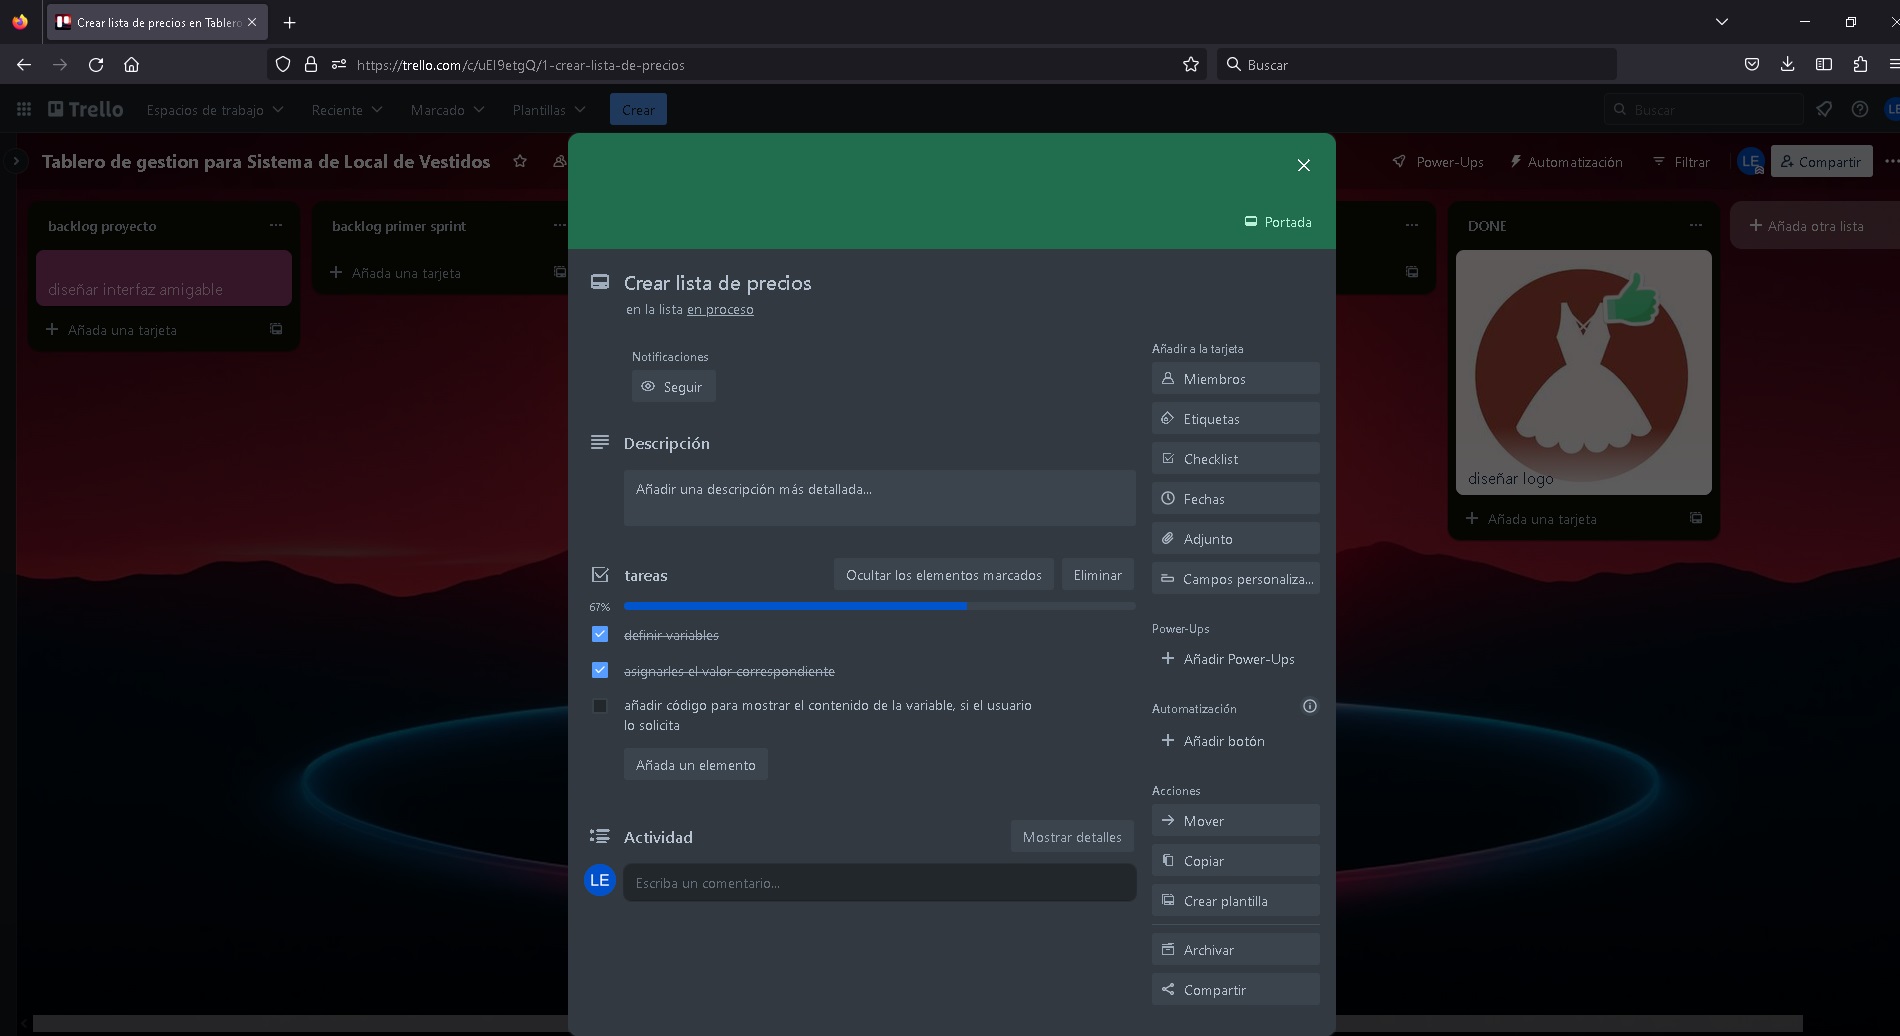 Crear lista de precios en Tablero
https://trello.com/c/uEI9etgQ/1-crear-lista-de-precios
Buscar
Trello
Espacios de trabajo
Reciente
Marcado
Plantillas
Crear
Buscar
LE
Tablero de gestion para Sistema de Local de Vestidos
Power-Ups
Automatización
Filtrar
LE
Compartir
backlog proyecto
diseñar interfaz amigable
Añada una tarjeta
backlog primer sprint
Añada una tarjeta
Portada
Crear lista de precios
en la lista en proceso
Notificaciones
Seguir
Descripción
Añadir una descripción más detallada...
tareas
Ocultar los elementos marcados
Eliminar
67%
definir variables
asignarles el valor correspondiente
añadir código para mostrar el contenido de la variable, si el usuario
lo solicita
Añada un elemento
Actividad
Mostrar detalles
LE
Escriba un comentario...
Añadir a la tarjeta
Miembros
Etiquetas
Checklist
Fechas
Adjunto
Campos personaliza...
Power-Ups
Añadir Power-Ups
Automatización
Añadir botón
Acciones
Mover
Copiar
Crear plantilla
Archivar
Compartir
DONE
diseñar logo
Añada una tarjeta
Añada otra lista